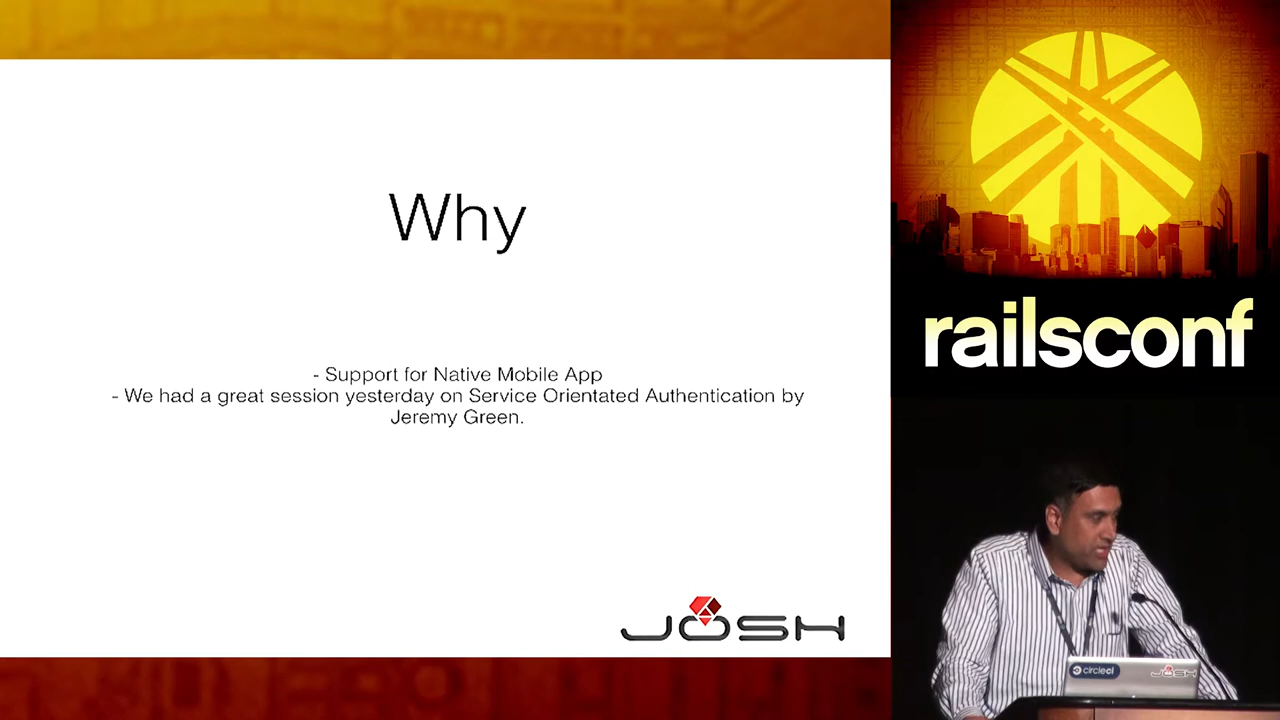 Why
- Support for Native Mobile App
- We had a great session yesterday on Service Orientated Authentication by
Jeremy Green.
JOSH
railsconf
circleci
JOSH